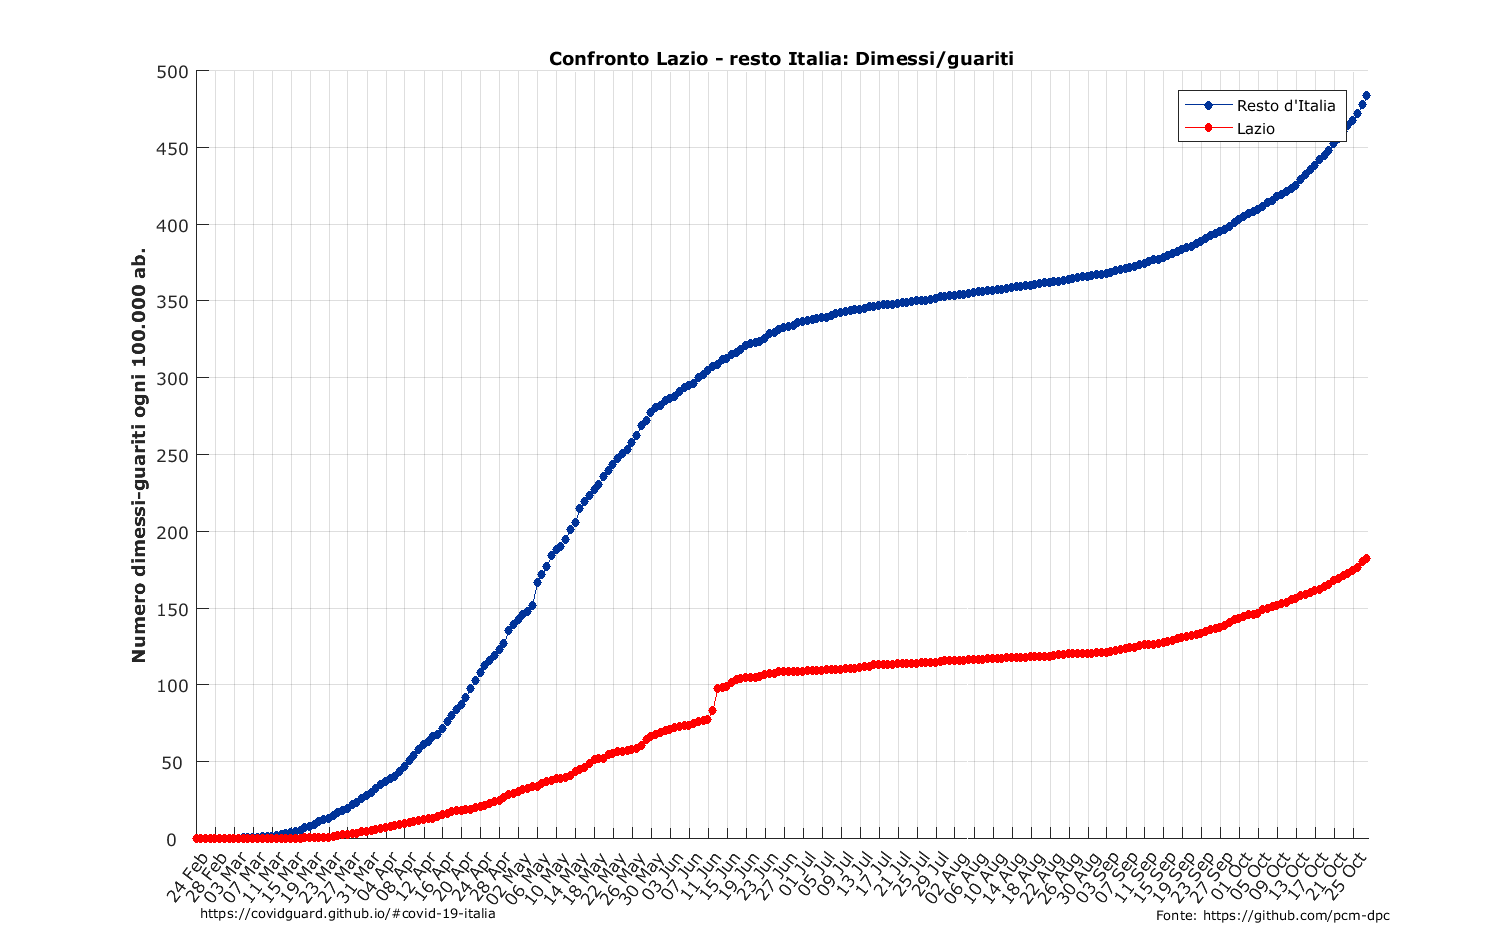 Confronto Lazio - resto Italia: Dimessi/guariti
Resto d'Italia
Lazio
Numero dimessi-guariti ogni 100.000 ab.
500
450
400
350
300
250
200
150
100
50
0
24 Feb
28 Feb
03 Mar
07 Mar
11 Mar
15 Mar
19 Mar
23 Mar
27 Mar
31 Mar
04 Apr
08 Apr
12 Apr
16 Apr
20 Apr
24 Apr
28 Apr
02 May
06 May
10 May
14 May
18 May
22 May
26 May
30 May
03 Jun
07 Jun
11 Jun
15 Jun
19 Jun
23 Jun
27 Jun
01 Jul
05 Jul
09 Jul
13 Jul
17 Jul
21 Jul
25 Jul
29 Jul
02 Aug
06 Aug
10 Aug
14 Aug
18 Aug
22 Aug
26 Aug
30 Aug
03 Sep
07 Sep
11 Sep
15 Sep
19 Sep
23 Sep
27 Sep
01 Oct
05 Oct
09 Oct
13 Oct
17 Oct
21 Oct
25 Oct
https://covidguard.github.io/#covid-19-italia
Fonte: https://github.com/pcm-dpc